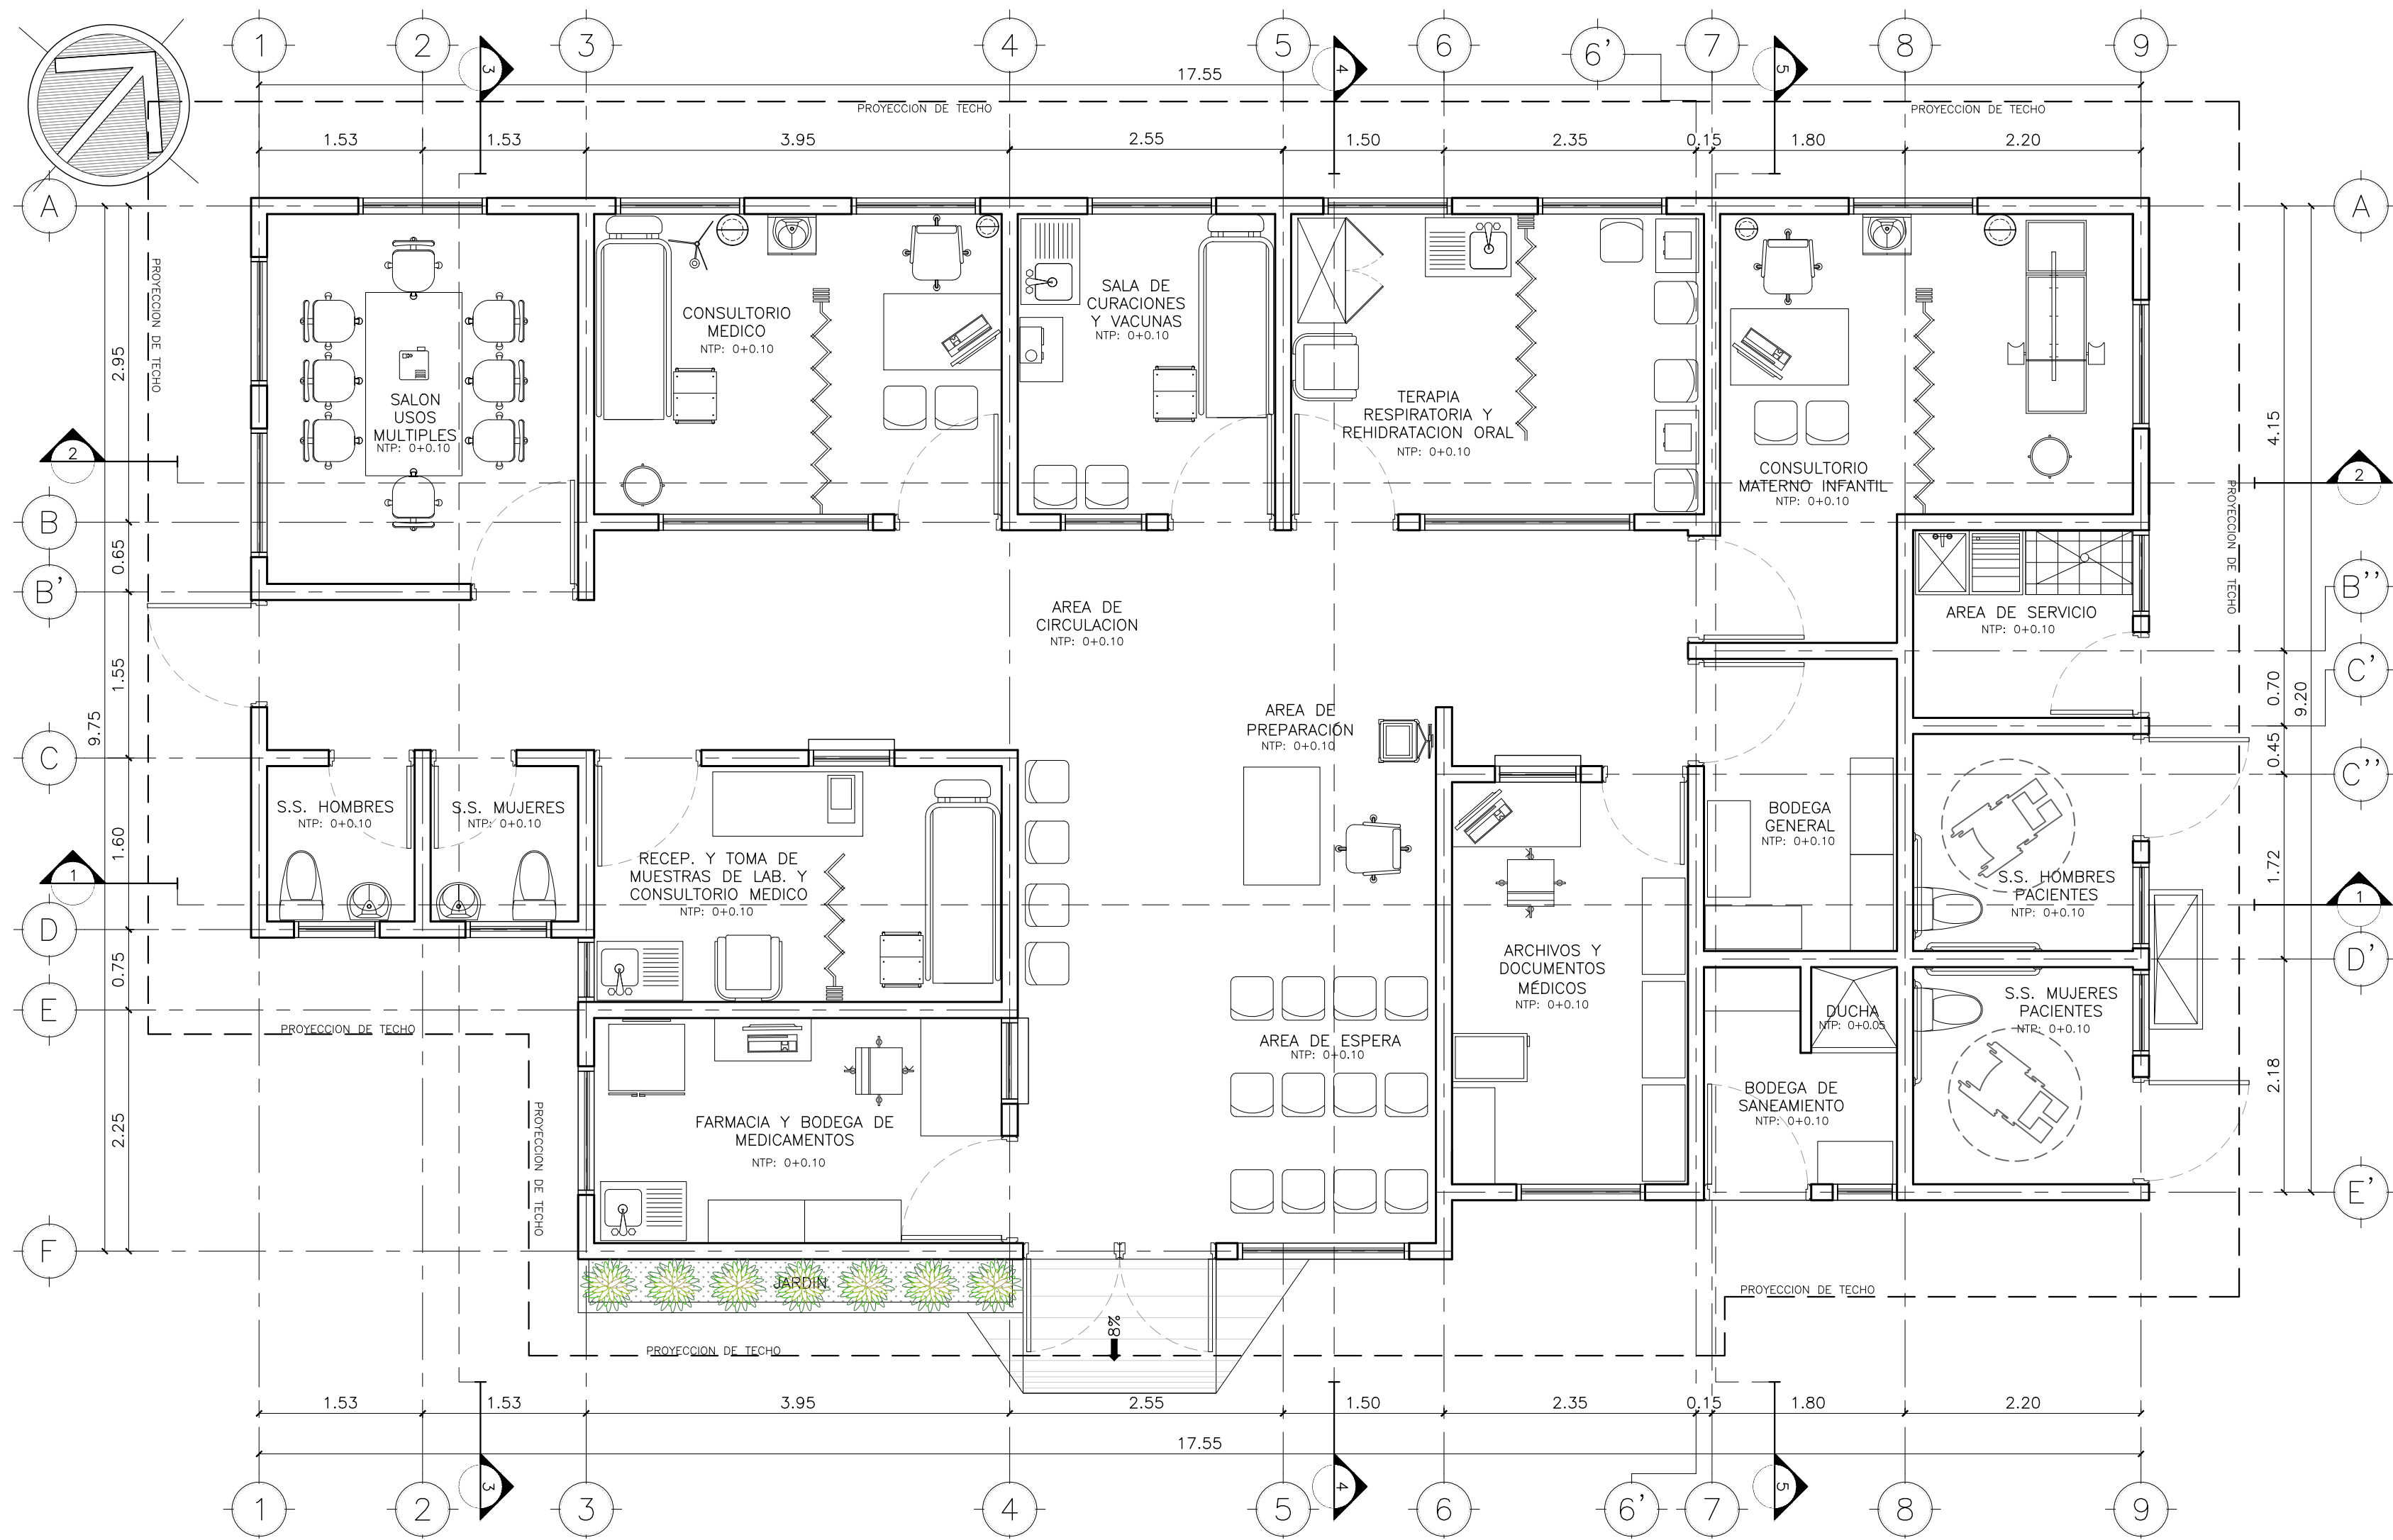 1 2 3 4 5 6 6' 7 8 9
3 4 5
17.55
PROYECCION DE TECHO PROYECCION DE TECHO
1.53 1.53 3.95 2.55 1.50 2.35 0.15 1.80 2.20
A A
PROYECCION DE TECHO
SALON
USOS
MULTIPLES
NTP: 0+0.10
CONSULTORIO
MEDICO
NTP: 0+0.10
SALA DE
CURACIONES
Y VACUNAS
NTP: 0+0.10
TERAPIA
RESPIRATORIA Y
REHIDRATACION ORAL
NTP: 0+0.10
CONSULTORIO
MATERNO INFANTIL
NTP: 0+0.10
2.95
4.15
2 2
PROYECCION DE TECHO
B
0.65
B' B''
AREA DE
CIRCULACION
NTP: 0+0.10
AREA DE SERVICIO
NTP: 0+0.10
1.55
C'
0.70
9.20
9.75
AREA DE
PREPARACIÓN
NTP: 0+0.10
0.45
C C''
S.S. HOMBRES
NTP: 0+0.10
S.S. MUJERES
NTP: 0+0.10
RECEP. Y TOMA DE
MUESTRAS DE LAB. Y
CONSULTORIO MEDICO
NTP: 0+0.10
BODEGA
GENERAL
NTP: 0+0.10
S.S. HOMBRES
PACIENTES
NTP: 0+0.10
1.60
1.72
1 1
D D'
ARCHIVOS Y
DOCUMENTOS
MÉDICOS
NTP: 0+0.10
0.75
E
DUCHA
NTP: 0+0.05
S.S. MUJERES
PACIENTES
NTP: 0+0.10
PROYECCION DE TECHO
AREA DE ESPERA
NTP: 0+0.10
2.18
2.25
PROYECCION DE TECHO
FARMACIA Y BODEGA DE
MEDICAMENTOS
NTP: 0+0.10
BODEGA DE
SANEAMIENTO
NTP: 0+0.10
E'
F
JARDIN
PROYECCION DE TECHO
8%
PROYECCION DE TECHO
1.53 1.53 3.95 2.55 1.50 2.35 0.15 1.80 2.20
17.55
3 4 5
1 2 3 4 5 6 6' 7 8 9